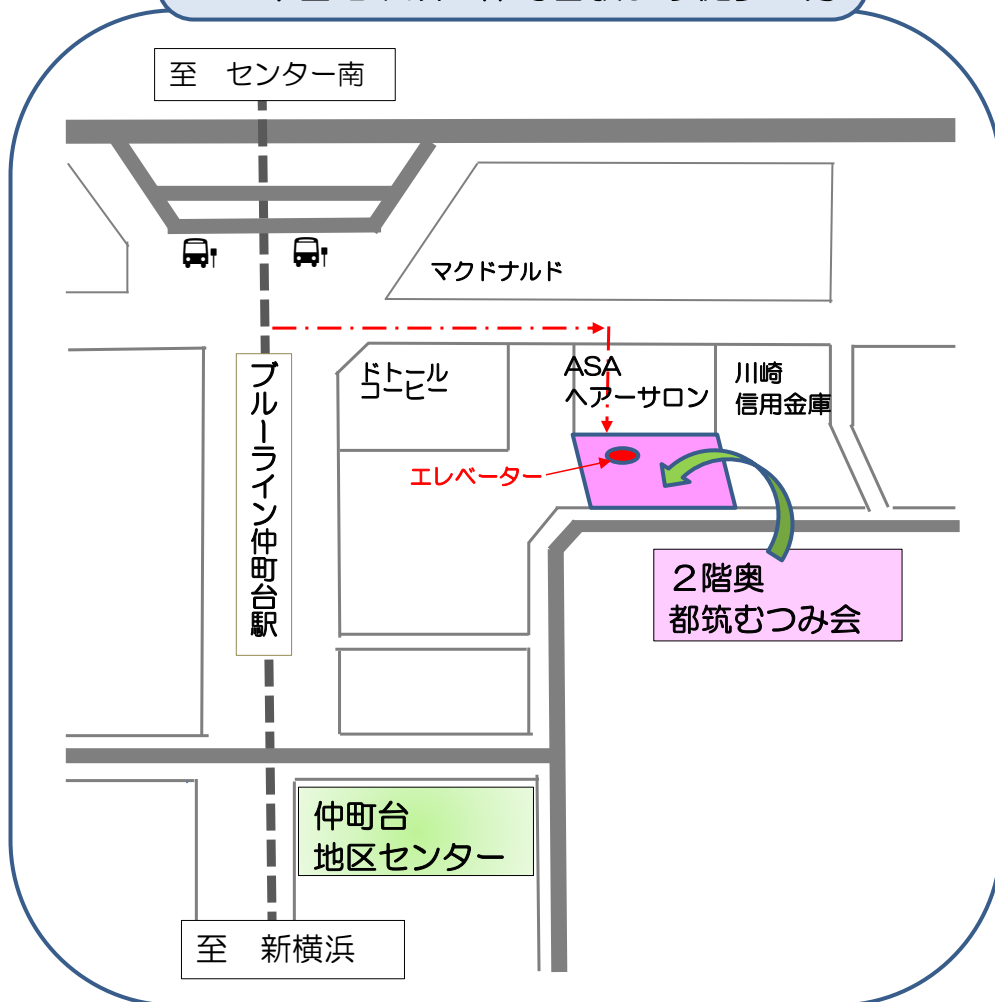 至　センター南
マクドナルド
ドトール
コーヒー
ASA
ヘアーサロン
川崎
信用金庫
エレベーター
ブルーライン仲町台駅
２階奥
都筑むつみ会
仲町台
地区センター
至　新横浜